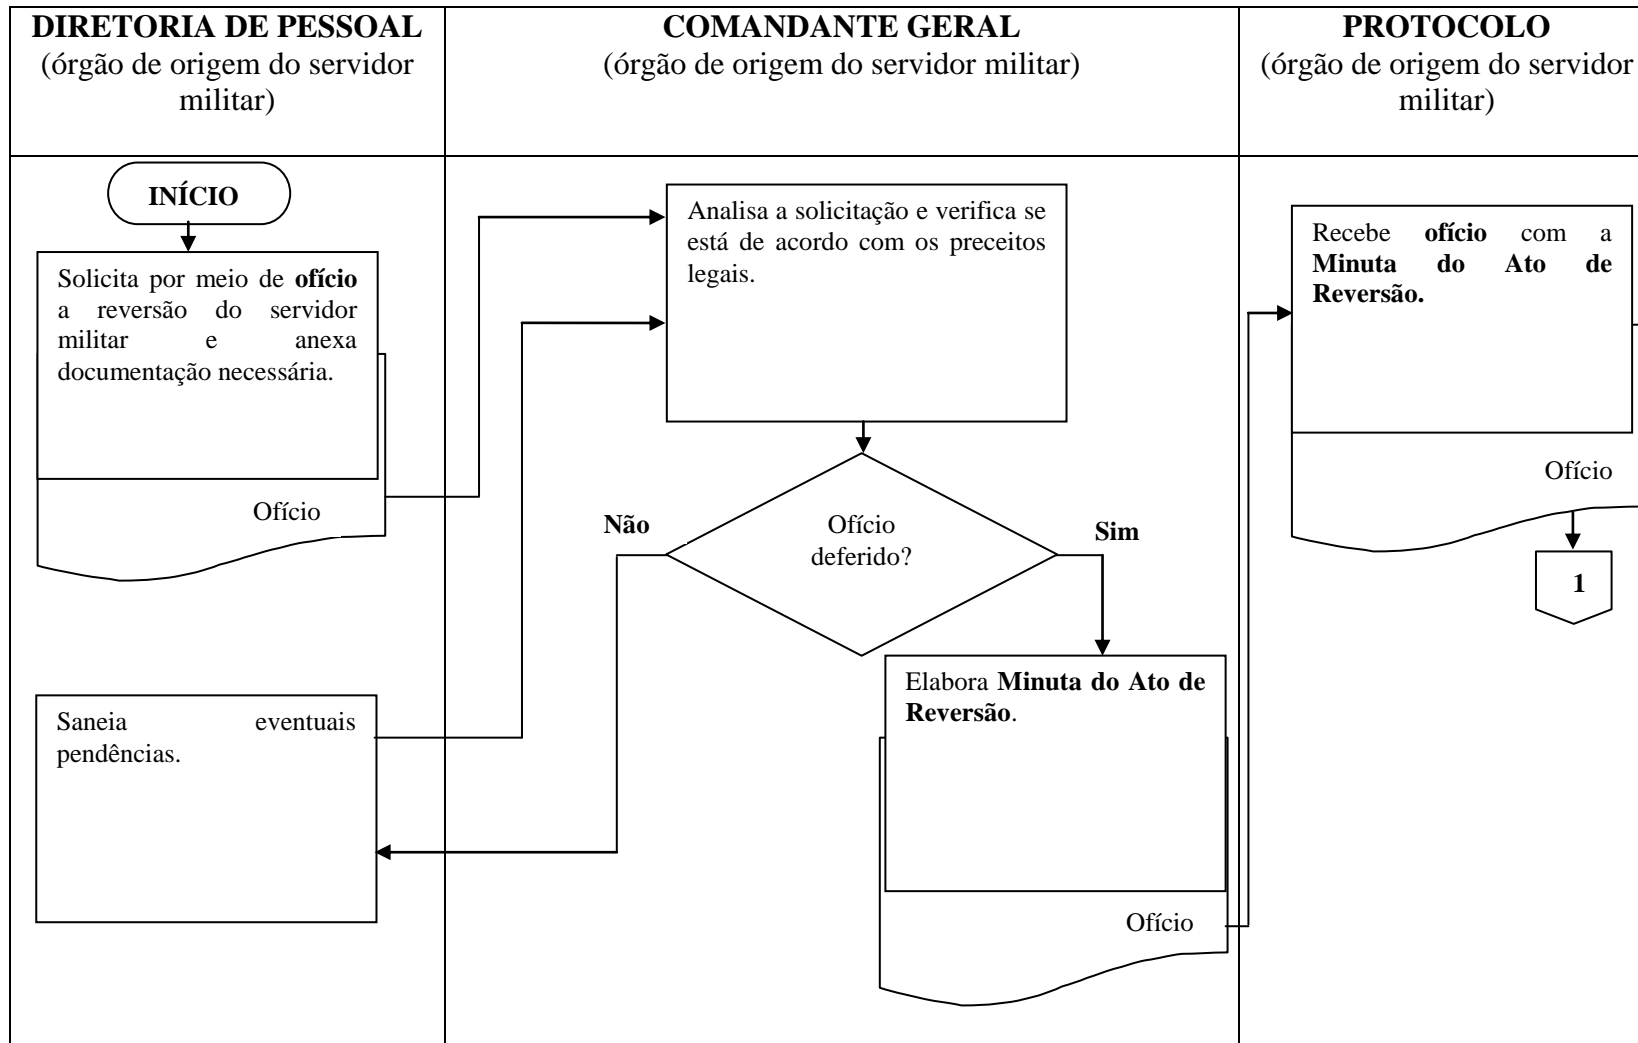 DIRETORIA DE PESSOAL
(órgão de origem do servidor
militar)
COMANDANTE GERAL
(órgão de origem do servidor militar)
PROTOCOLO
(órgão de origem do servidor
militar)
INÍCIO
Solicita por meio de ofício
a reversão do servidor
militar e anexa
documentação necessária.
Ofício
Saneia eventuais
pendências.
Analisa a solicitação e verifica se
está de acordo com os preceitos
legais.
Não
Ofício
deferido?
Sim
Elabora Minuta do Ato de
Reversão.
Ofício
Recebe ofício com a
Minuta do Ato de
Reversão.
Ofício
1